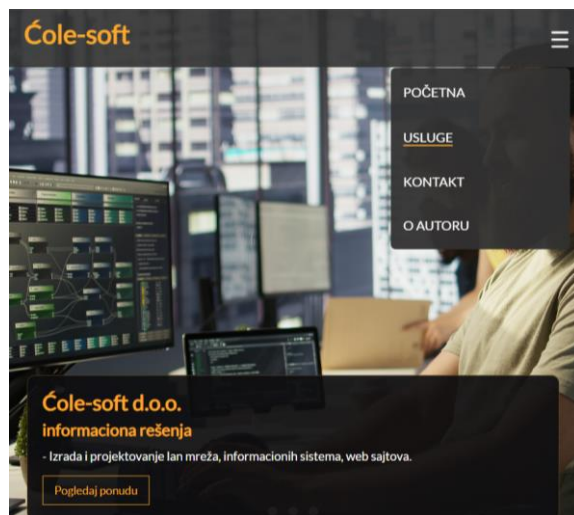 Ćole-soft
POČETNA
USLUGE
KONTAKT
O AUTORU
Ćole-soft d.o.o.
informaciona rešenja
- Izrada i projektovanje lan mreža, informacionih sistema, web sajtova.
Pogledaj ponudu